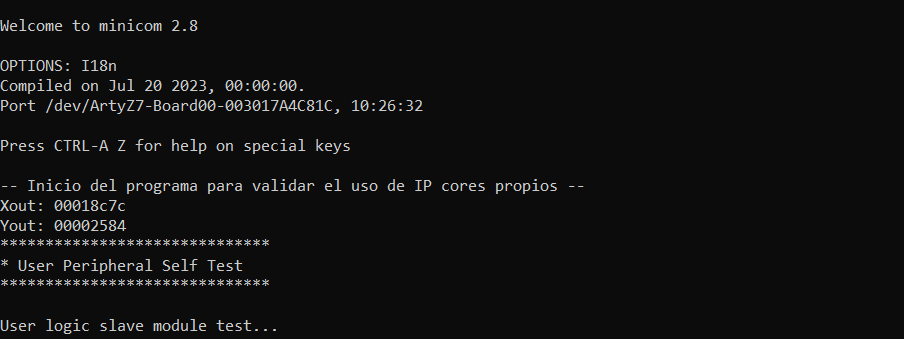 Welcome to minicom 2.8
OPTIONS: I18n
Compiled on Jul 20 2023, 00:00:00.
Port /dev/ArtyZ7-Board00-003017A4C81C, 10:26:32
Press CTRL-A Z for help on special keys
-- Inicio del programa para validar el uso de IP cores propios --
Xout: 00018c7c
Yout: 00002584
******************************
* User Peripheral Self Test
******************************
User logic slave module test...